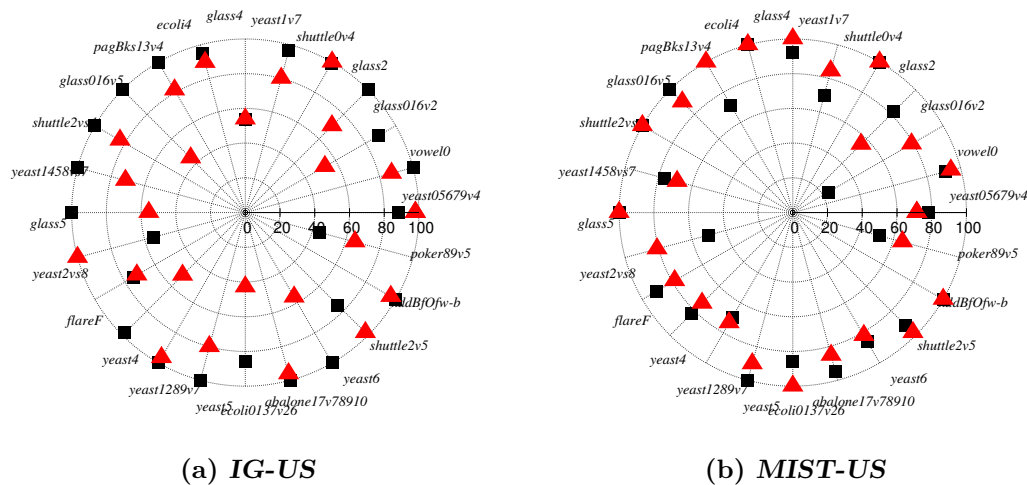 glass4
yeast1v7
ecoli4
shuttle0v4
pagBks13v4
glass2
glass016v5
glass016v2
shuttle2vs4
vowel0
yeast1458vs7
yeast05679v4
glass5
0 20 40 60 80 100
poker89v5
yeast2vs8
flareF
shuttle2v5
yeast4
yeast6
yeast1289v7
abalone17v78910
yeast5
ecoli0137v26
(a) IG-US
glass4
yeast1v7
ecoli4
shuttle0v4
pagBks13v4
glass2
glass016v5
glass016v2
vowel0
yeast1458vs7
yeast05679v4
glass5
0 20 40 60 80 100
poker89v5
yeast2vs8
flareF
shuttle2v5
yeast4
yeast6
yeast1289v7
abalone17v78910
yeast5
ecoli0137v26
(b) MIST-US